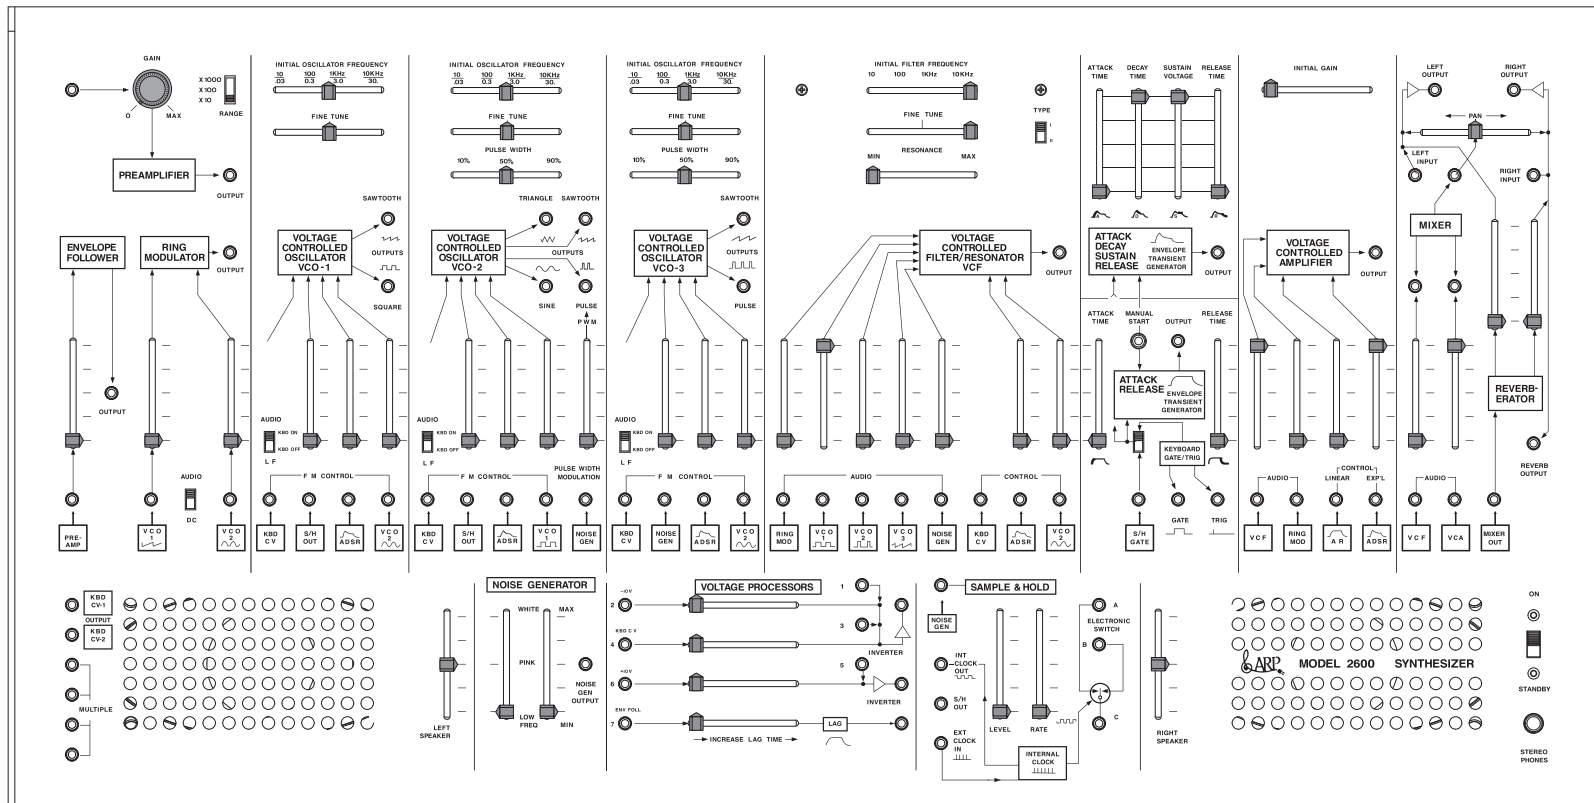 GAIN
X 1000
X 100
X 10
RANGE
O
MAX
PREAMPLIFIER
OUTPUT
ENVELOPE
FOLLOWER
RING
MODULATOR
OUTPUT
OUTPUT
AUDIO
DC
PRE-
AMP
VCO
1
VCO
2
INITIAL OSCILLATOR FREQUENCY
10 100 1KHz 10KHz
.03 0.3 3.0 30.
FINE TUNE
SAWTOOTH
VOLTAGE
CONTROLLED
OSCILLATOR
VCO-1
OUTPUTS
SQUARE
AUDIO
KBD ON
KBD OFF
LF
FM CONTROL
KBD
CV
S/H
OUT
ADSR
VCO
2
INITIAL OSCILLATOR FREQUENCY
10 100 1KHz 10KHz
.03 0.3 3.0 30.
FINE TUNE
PULSE WIDTH
10% 50% 90%
TRIANGLE SAWTOOTH
VOLTAGE
CONTROLLED
OSCILLATOR
VCO-2
OUTPUTS
SINE PULSE
PWM
AUDIO
KBD ON
KBD OFF
LF
FM CONTROL
PULSE WIDTH
MODULATION
KBD
CV
S/H
OUT
ADSR
VCO
1
NOISE
GEN
INITIAL OSCILLATOR FREQUENCY
10 100 1KHz 10KHz
.03 0.3 3.0 30.
FINE TUNE
PULSE WIDTH
10% 50% 90%
SAWTOOTH
VOLTAGE
CONTROLLED
OSCILLATOR
VCO-3
OUTPUTS
PULSE
AUDIO
KBD ON
KBD OFF
LF
FM CONTROL
KBD
CV
NOISE
GEN
ADSR
VCO
2
INITIAL FILTER FREQUENCY
10 100 1KHz 10KHz
FINE TUNE
RESONANCE
MIN MAX
TYPE
I
II
VOLTAGE
CONTROLLED
FILTER/RESONATOR
VCF
OUTPUT
AUDIO
CONTROL
RING
MOD
VCO
1
VCO
2
VCO
3
NOISE
GEN
KBD
CV
ADSR
VCO
2
ATTACK
TIME
DECAY
TIME
SUSTAIN
VOLTAGE
RELEASE
TIME
ATTACK
DECAY
SUSTAIN
RELEASE
ENVELOPE
TRANSIENT
GENERATOR
OUTPUT
ATTACK
TIME
MANUAL
START
OUTPUT
RELEASE
TIME
ATTACK
RELEASE
ENVELOPE
TRANSIENT
GENERATOR
KEYBOARD
GATE/TRIG
GATE
TRIG
S/H
GATE
INITIAL GAIN
VOLTAGE
CONTROLLED
AMPLIFIER
OUTPUT
AUDIO
CONTROL
LINEAR
EXP'L
VCF
RING
MOD
AR
ADSR
LEFT
OUTPUT
RIGHT
OUTPUT
PAN
LEFT
INPUT
RIGHT
INPUT
MIXER
REVERB-
ERATOR
REVERB
OUTPUT
AUDIO
VCF
VCA
MIXER
OUT
KBD
CV-1
OUTPUT
KBD
CV-2
MULTIPLE
LEFT
SPEAKER
NOISE GENERATOR
WHITE
PINK
LOW
FREQ
MAX
MIN
NOISE
GEN
OUTPUT
VOLTAGE PROCESSORS
1
2
-10V
3
4
KBD CV
INVERTER
5
6
+10V
INVERTER
7
ENV FOLL
INCREASE LAG TIME
LAG
SAMPLE & HOLD
NOISE
GEN
INT
CLOCK
OUT
S/H
OUT
EXT
CLOCK
IN
LEVEL
RATE
INTERNAL
CLOCK
A
ELECTRONIC
SWITCH
B
C
RIGHT
SPEAKER
ARP MODEL 2600 SYNTHESIZER
ON
STANDBY
STEREO
PHONES